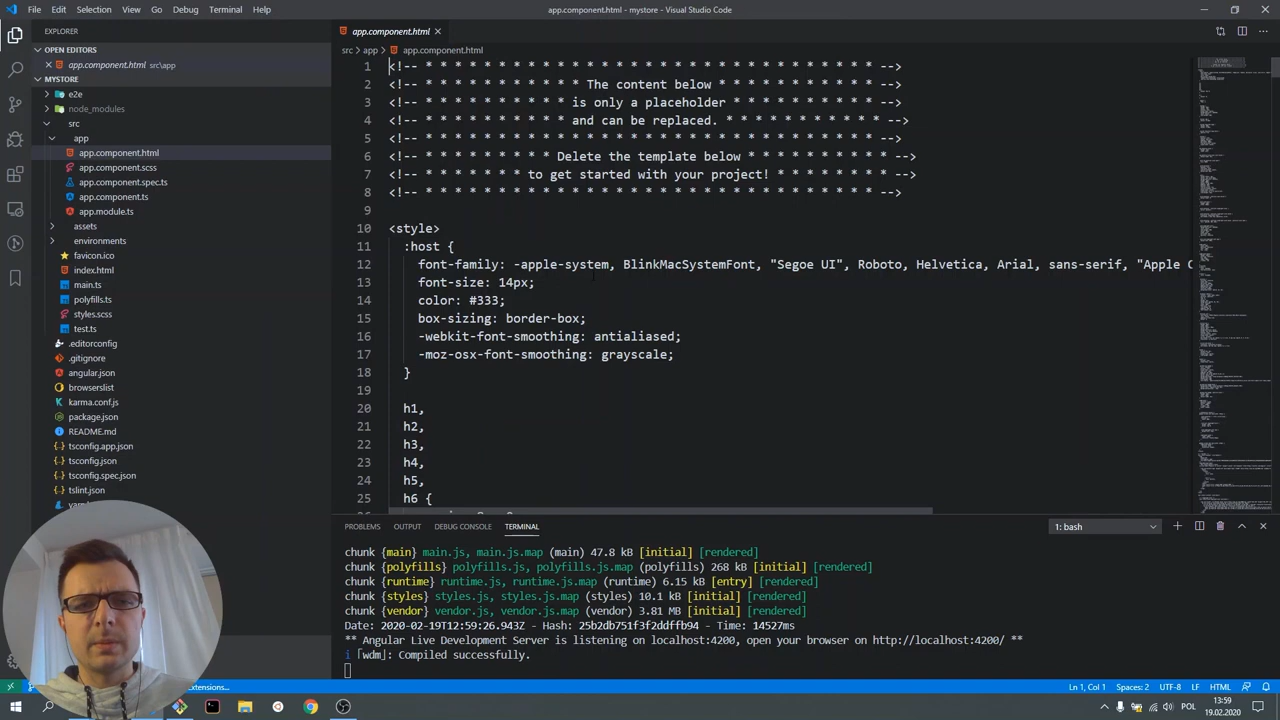 File Edit Selection View Go Debug Terminal Help
app.component.html - mystore - Visual Studio Code
EXPLORER
OPEN EDITORS
app.component.html src\app
MYSTORE
e2e
node_modules
src
app
app.component.html
app.component.scss
app.component.spec.ts
app.component.ts
app.module.ts
assets
environments
favicon.ico
index.html
main.ts
polyfills.ts
styles.scss
test.ts
.editorconfig
.gitignore
angular.json
browserslist
karma.conf.js
package.json
README.md
tsconfig.app.json
tsconfig.json
tsconfig.spec.json
tslint.json
app.component.html
src > app > app.component.html
1 <!-- * * * * * * * * * * * * * * * * * * * * * * * * * * * * * * * -->
2 <!-- * * * * * * * * * * * The content below * * * * * * * * * * * -->
3 <!-- * * * * * * * * * * is only a placeholder * * * * * * * * * * -->
4 <!-- * * * * * * * * * * and can be replaced. * * * * * * * * * * * -->
5 <!-- * * * * * * * * * * * * * * * * * * * * * * * * * * * * * * * -->
6 <!-- * * * * * * * * * Delete the template below * * * * * * * * * * -->
7 <!-- * * * * * * * to get started with your project! * * * * * * * * -->
8 <!-- * * * * * * * * * * * * * * * * * * * * * * * * * * * * * * * -->
9
10 <style>
11 :host {
12 font-family: -apple-system, BlinkMacSystemFont, "Segoe UI", Roboto, Helvetica, Arial, sans-serif, "Apple C
13 font-size: 14px;
14 color: #333;
15 box-sizing: border-box;
16 -webkit-font-smoothing: antialiased;
17 -moz-osx-font-smoothing: grayscale;
18 }
19
20 h1,
21 h2,
22 h3,
23 h4,
24 h5,
25 h6 {
PROBLEMS OUTPUT DEBUG CONSOLE TERMINAL 1: bash
chunk {main} main.js, main.js.map (main) 47.8 kB [initial] [rendered]
chunk {polyfills} polyfills.js, polyfills.js.map (polyfills) 268 kB [initial] [rendered]
chunk {runtime} runtime.js, runtime.js.map (runtime) 6.15 kB [entry] [rendered]
chunk {styles} styles.js, styles.js.map (styles) 10.1 kB [initial] [rendered]
chunk {vendor} vendor.js, vendor.js.map (vendor) 3.81 MB [initial] [rendered]
Date: 2020-02-19T12:59:26.943Z - Hash: 25b2db751f3f2ddffb94 - Time: 14527ms
** Angular Live Development Server is listening on localhost:4200, open your browser on http://localhost:4200/ **
i ｢wdm｣: Compiled successfully.
Extensions...
Ln 1, Col 1 Spaces: 2 UTF-8 LF HTML
POL
13:59
19.02.2020